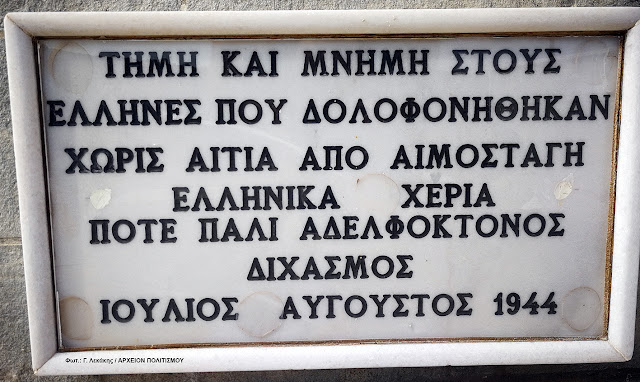 ΤΗΜΗ ΚΑΙ ΜΝΗΜΗ ΣΤΟΥΣ
ΕΛΛΗΝΕΣ ΠΟΥ ΔΟΛΟΦΟΝΗΘΗΚΑΝ
ΧΩΡΙΣ ΑΙΤΙΑ ΑΠΟ ΑΙΜΟΣΤΑΓΗ
ΕΛΛΗΝΙΚΑ ΧΕΡΙΑ
ΠΟΤΕ ΠΑΛΙ ΑΔΕΛΦΟΚΤΟΝΟΣ
ΔΙΧΑΣΜΟΣ
ΙΟΥΛΙΟΣ ΑΥΓΟΥΣΤΟΣ 1944
Φωτ.: Γ. Λεκάκης / ΑΡΧΕΙΟΝ ΠΟΛΙΤΙΣΜΟΥ